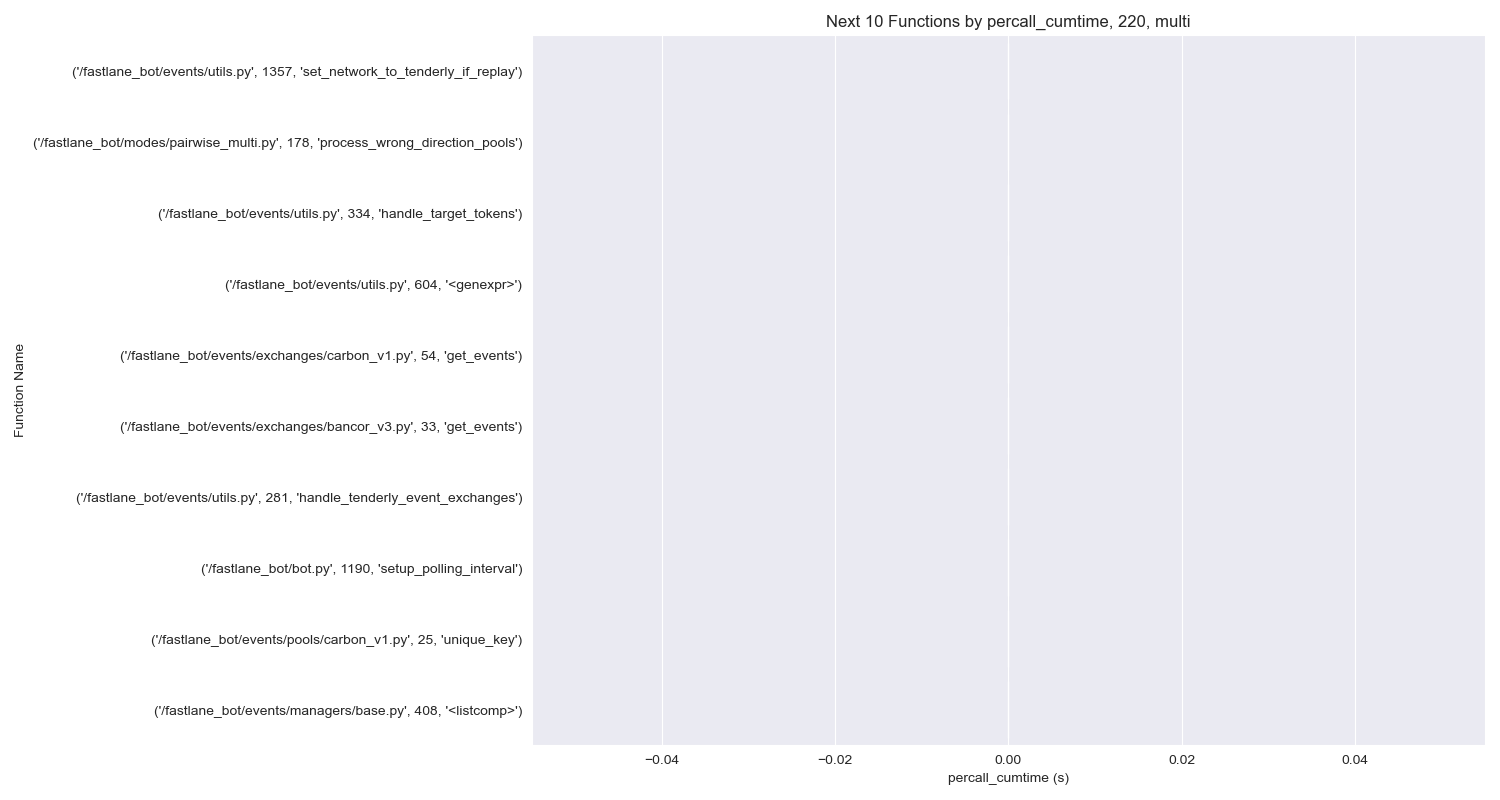 Next 10 Functions by percall_cumtime, 220, multi
Function Name
('/fastlane_bot/events/utils.py', 1357, 'set_network_to_tenderly_if_replay')
('/fastlane_bot/modes/pairwise_multi.py', 178, 'process_wrong_direction_pools')
('/fastlane_bot/events/utils.py', 334, 'handle_target_tokens')
('/fastlane_bot/events/utils.py', 604, '<genexpr>')
('/fastlane_bot/events/exchanges/carbon_v1.py', 54, 'get_events')
('/fastlane_bot/events/exchanges/bancor_v3.py', 33, 'get_events')
('/fastlane_bot/events/utils.py', 281, 'handle_tenderly_event_exchanges')
('/fastlane_bot/bot.py', 1190, 'setup_polling_interval')
('/fastlane_bot/events/pools/carbon_v1.py', 25, 'unique_key')
('/fastlane_bot/events/managers/base.py', 408, '<listcomp>')
−0.04 −0.02 0.00 0.02 0.04
percall_cumtime (s)